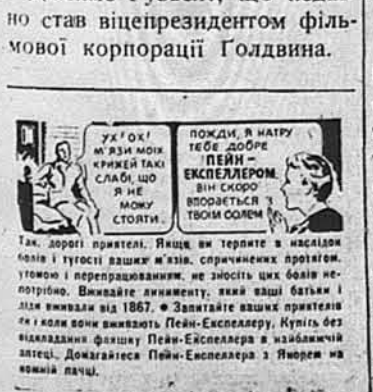 но став віцепрезидентом філь-
мової корпорації Ґолдвина.
УХ! ОХ!
М'ЯЗИ МОІХ
КРИЖЕЙ ТАКІ
СЛАБІ, ЩО
Я НЕ
МОЖУ
СТОЯТИ.
ПОЖДИ, Я НАТРУ
ТЕБЕ ДОБРЕ
ПЕЙН –
ЕКСПЕЛЛЕРОМ
ВІН СКОРО
ВПОРАЄТЬСЯ З
ТВОІМ БОЛЕМ
Так, дорогі приятелі. Якщо ви терпите в наслідок
болів і тугості ваших м'язів, спричинених протягом,
утомою і перепрацюванням, не зносіть цих болів не-
потрібно. Вживайте линименту, який ваші батьки і
діди вживали від 1867. ● Запитайте ваших приятелів
чи і коли вони вживають Пейн-Експеллеру. Купіть без
відкладання фляшку Пейн-Експеллера в найближчій
аптеці. Домагайтеся Пейн-Експеллера з Якорем на
кожній пачці.